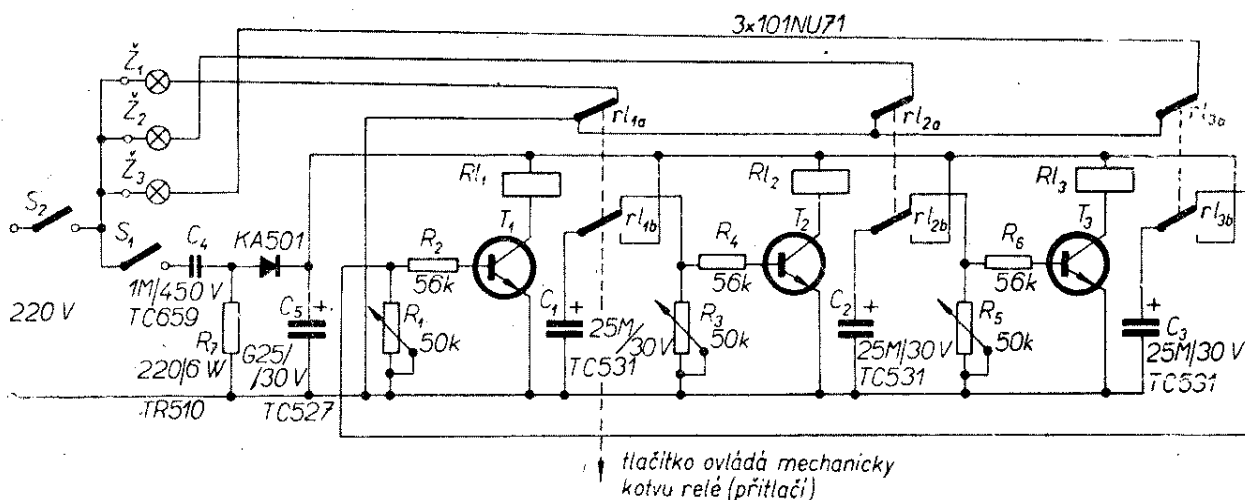 3×101NU71
Ž1
Ž2
Ž3
rl1a
rl2a
rl3a
Rl1
Rl2
Rl3
S2
S1
C4
KA501
R2
T1
rl1b
R4
T2
rl2b
R6
T3
rl3b
56k
56k
56k
1M/450 V
TC659
220 V
C5
+
R1
50k
C1
+
R3
50k
C2
+
R5
50k
+
C3
R7
220/6 W
G25/
30 V
25M/
30 V
TC531
25M/30 V
TC531
25M/30 V
TC531
TR510
TC527
tlačítko ovládá mechanicky
kotvu relé (přitlačí)